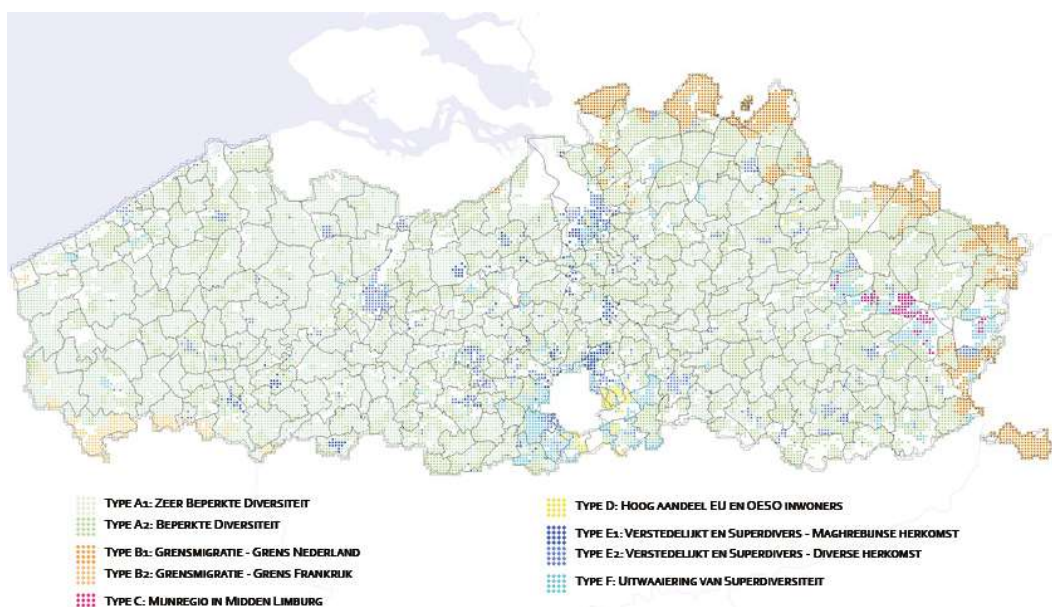 Type A1: Zeer Beperkte Diversiteit
Type A2: Beperkte Diversiteit
Type B1: Grensmigratie - Grens Nederland
Type B2: Grensmigratie - Grens Frankrijk
Type C: Mijnregio in Midden Limburg
Type D: Hoog aandeel EU en OESO inwoners
Type E1: Verstedelijkt en Superdivers - Maghrebijnse herkomst
Type E2: Verstedelijkt en Superdivers - Diverse herkomst
Type F: Uitwaaiering van Superdiversiteit